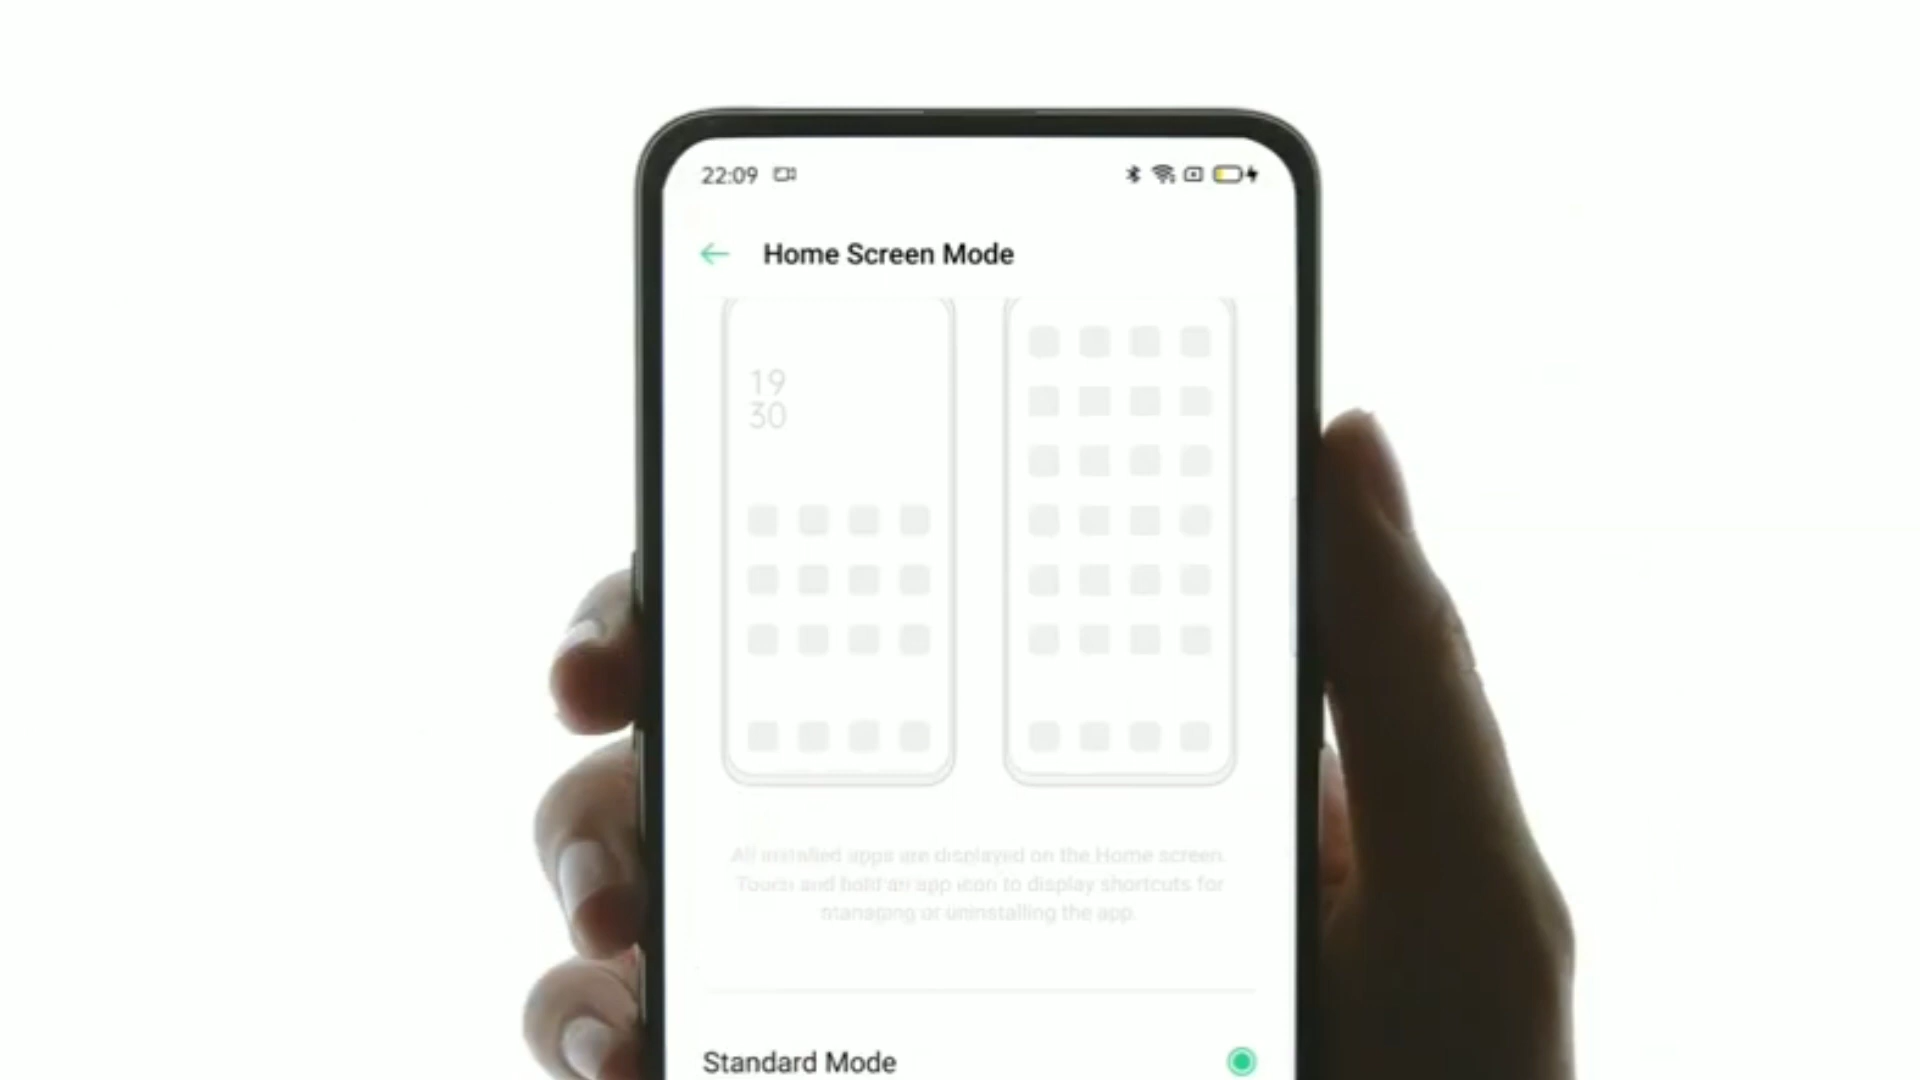 22:09
Home Screen Mode
19
30
All installed apps are displayed on the Home screen.
Touch and hold an app icon to display shortcuts for
managing or uninstalling the app.
Standard Mode